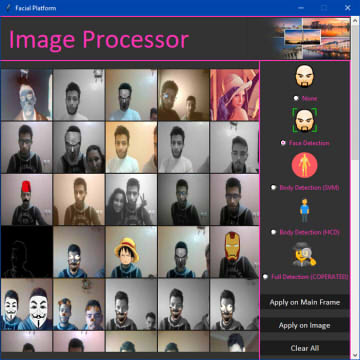 Facial Platform
Image Processor
None
Face Detection
Body Detection (SVM)
Body Detection (HCD)
Full Detection (COPERATED)
Apply on Main Frame
Apply on Image
Clear All